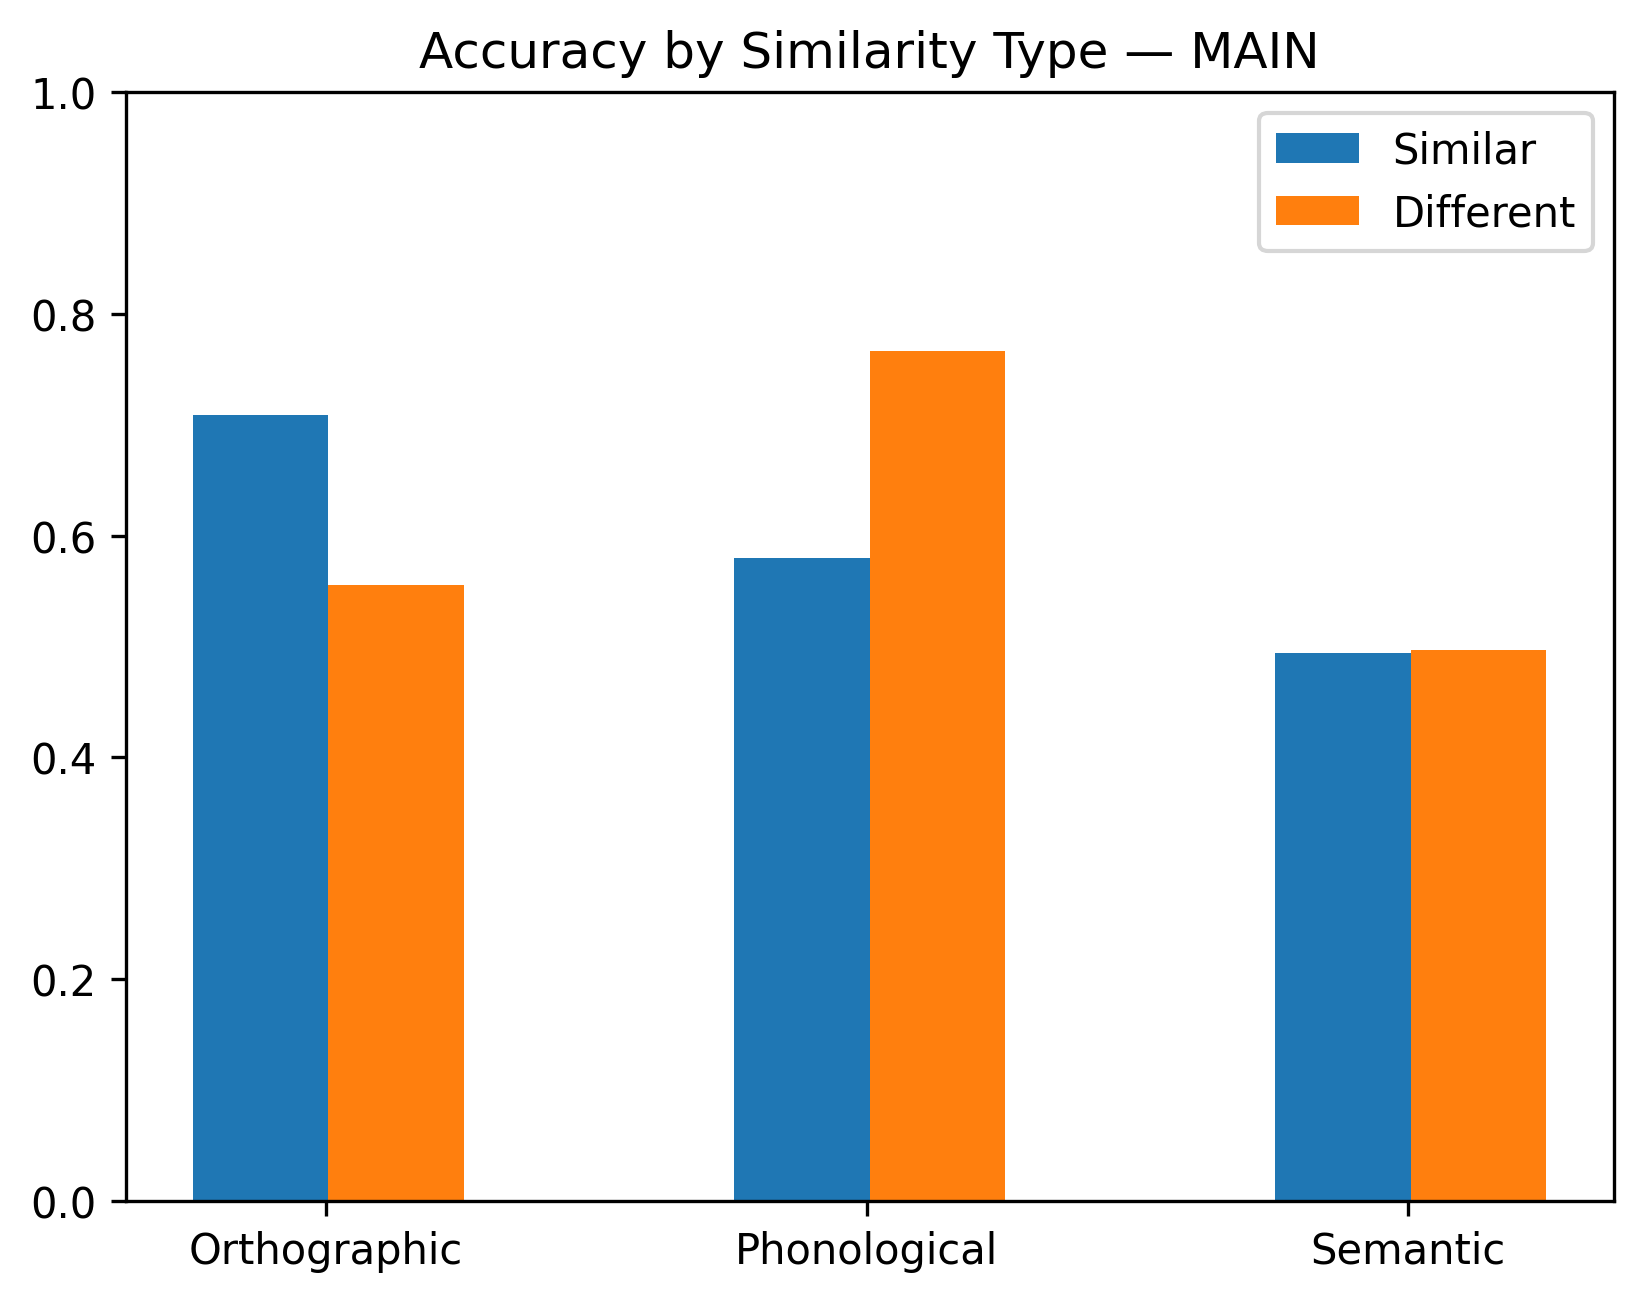 Accuracy by Similarity Type — MAIN
1.0
0.8
0.6
0.4
0.2
0.0
Similar
Different
Orthographic
Phonological
Semantic